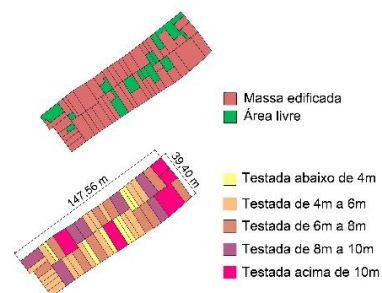 Massa edificada
Área livre
147,56 m
39,40 m
Testada abaixo de 4m
Testada de 4m a 6m
Testada de 6m a 8m
Testada de 8m a 10m
Testada acima de 10m